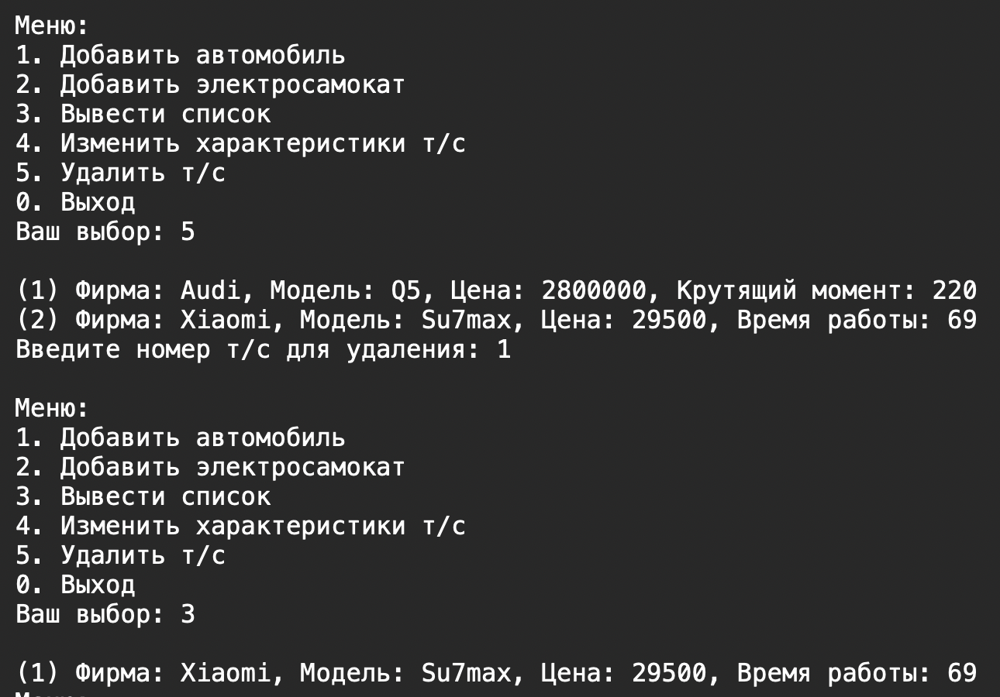 Меню:
1. Добавить автомобиль
2. Добавить электросамокат
3. Вывести список
4. Изменить характеристики т/с
5. Удалить т/с
0. Выход
Ваш выбор: 5
(1) Фирма: Audi, Модель: Q5, Цена: 2800000, Крутящий момент: 220
(2) Фирма: Xiaomi, Модель: Su7max, Цена: 29500, Время работы: 69
Введите номер т/с для удаления: 1
Меню:
1. Добавить автомобиль
2. Добавить электросамокат
3. Вывести список
4. Изменить характеристики т/с
5. Удалить т/с
0. Выход
Ваш выбор: 3
(1) Фирма: Xiaomi, Модель: Su7max, Цена: 29500, Время работы: 69